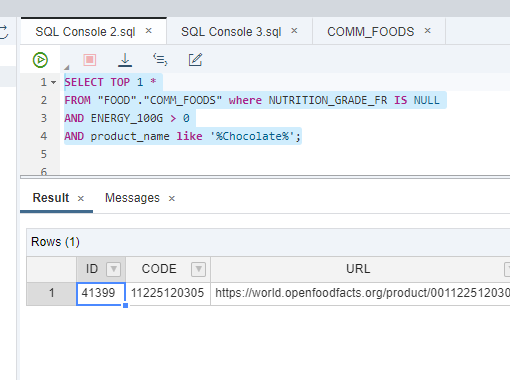 SQL Console 2.sql × SQL Console 3.sql × COMM_FOODS ×
1 SELECT TOP 1 *
2 FROM "FOOD"."COMM_FOODS" where NUTRITION_GRADE_FR IS NULL
3 AND ENERGY_100G > 0
4 AND product_name like '%Chocolate%';
5
6
Result × Messages ×
Rows (1)
ID CODE URL
1 41399 11225120305 https://world.openfoodfacts.org/product/001122512030